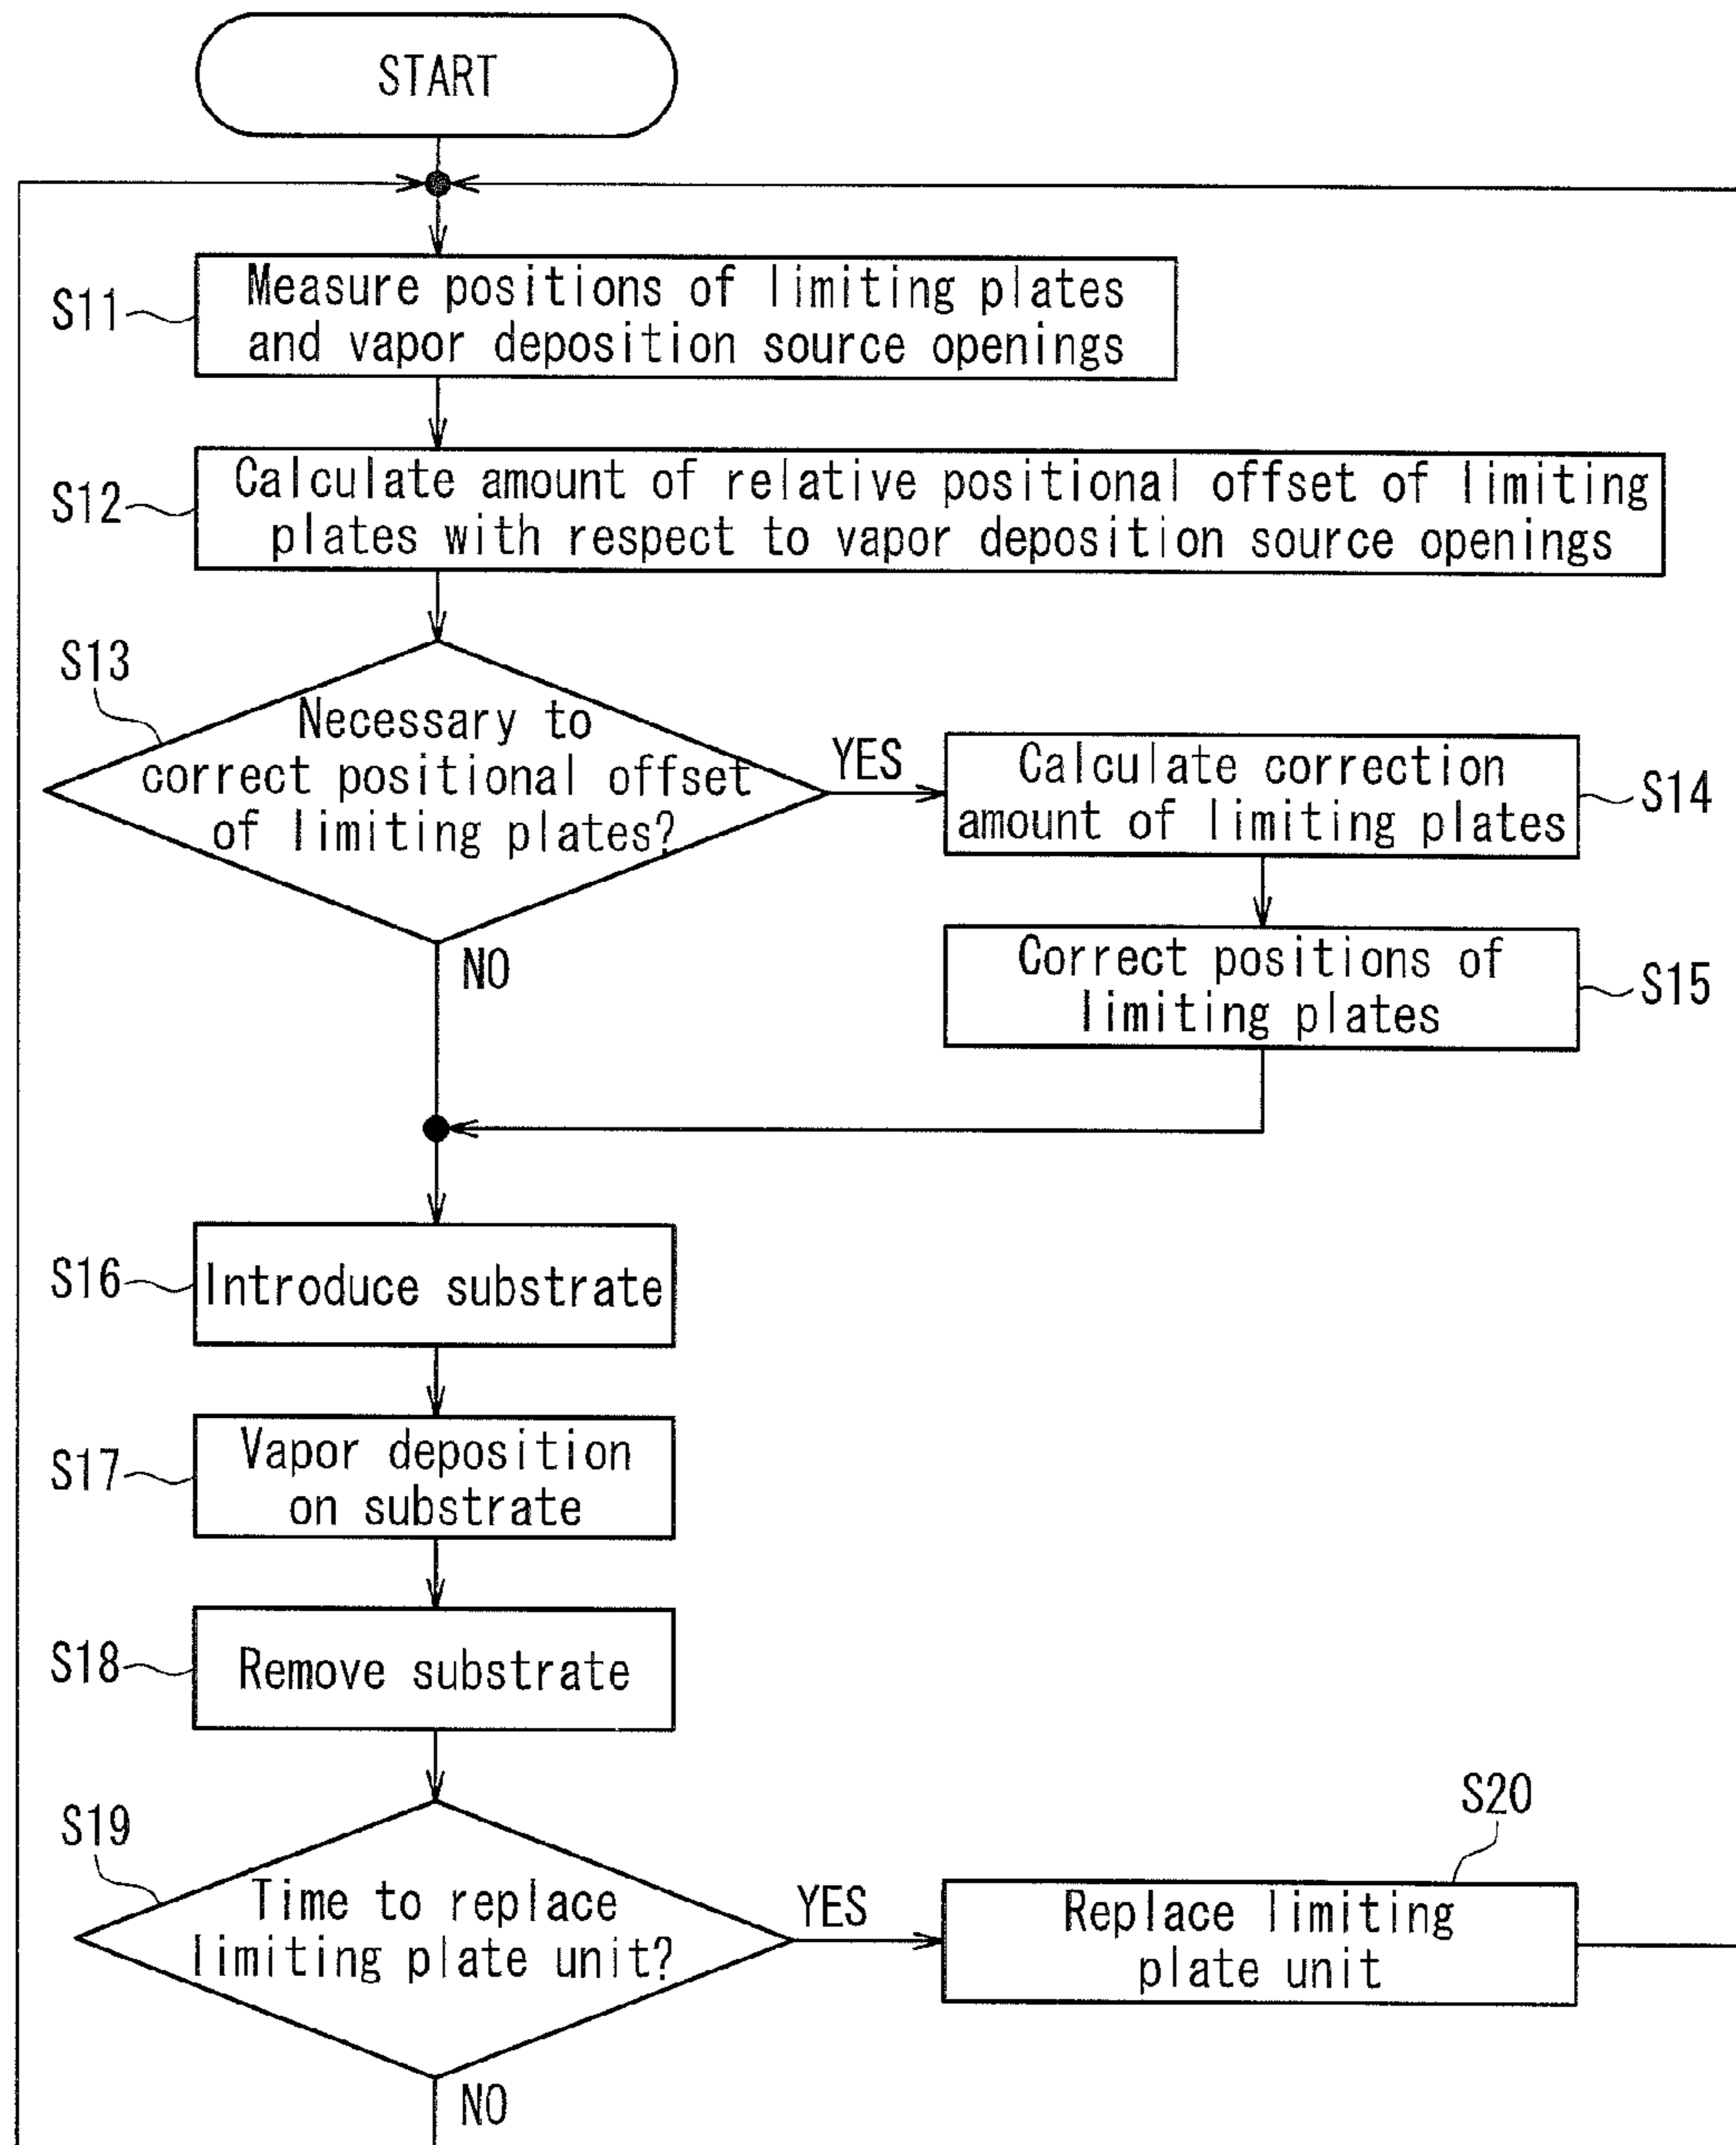 START
S11
Measure positions of limiting plates
and vapor deposition source openings
S12
Calculate amount of relative positional offset of limiting
plates with respect to vapor deposition source openings
S13
Necessary to
correct positional offset
of limiting plates?
YES
Calculate correction
amount of limiting plates
S14
NO
Correct positions of
limiting plates
S15
S16
Introduce substrate
S17
Vapor deposition
on substrate
S18
Remove substrate
S19
Time to replace
limiting plate unit?
YES
S20
Replace limiting
plate unit
NO